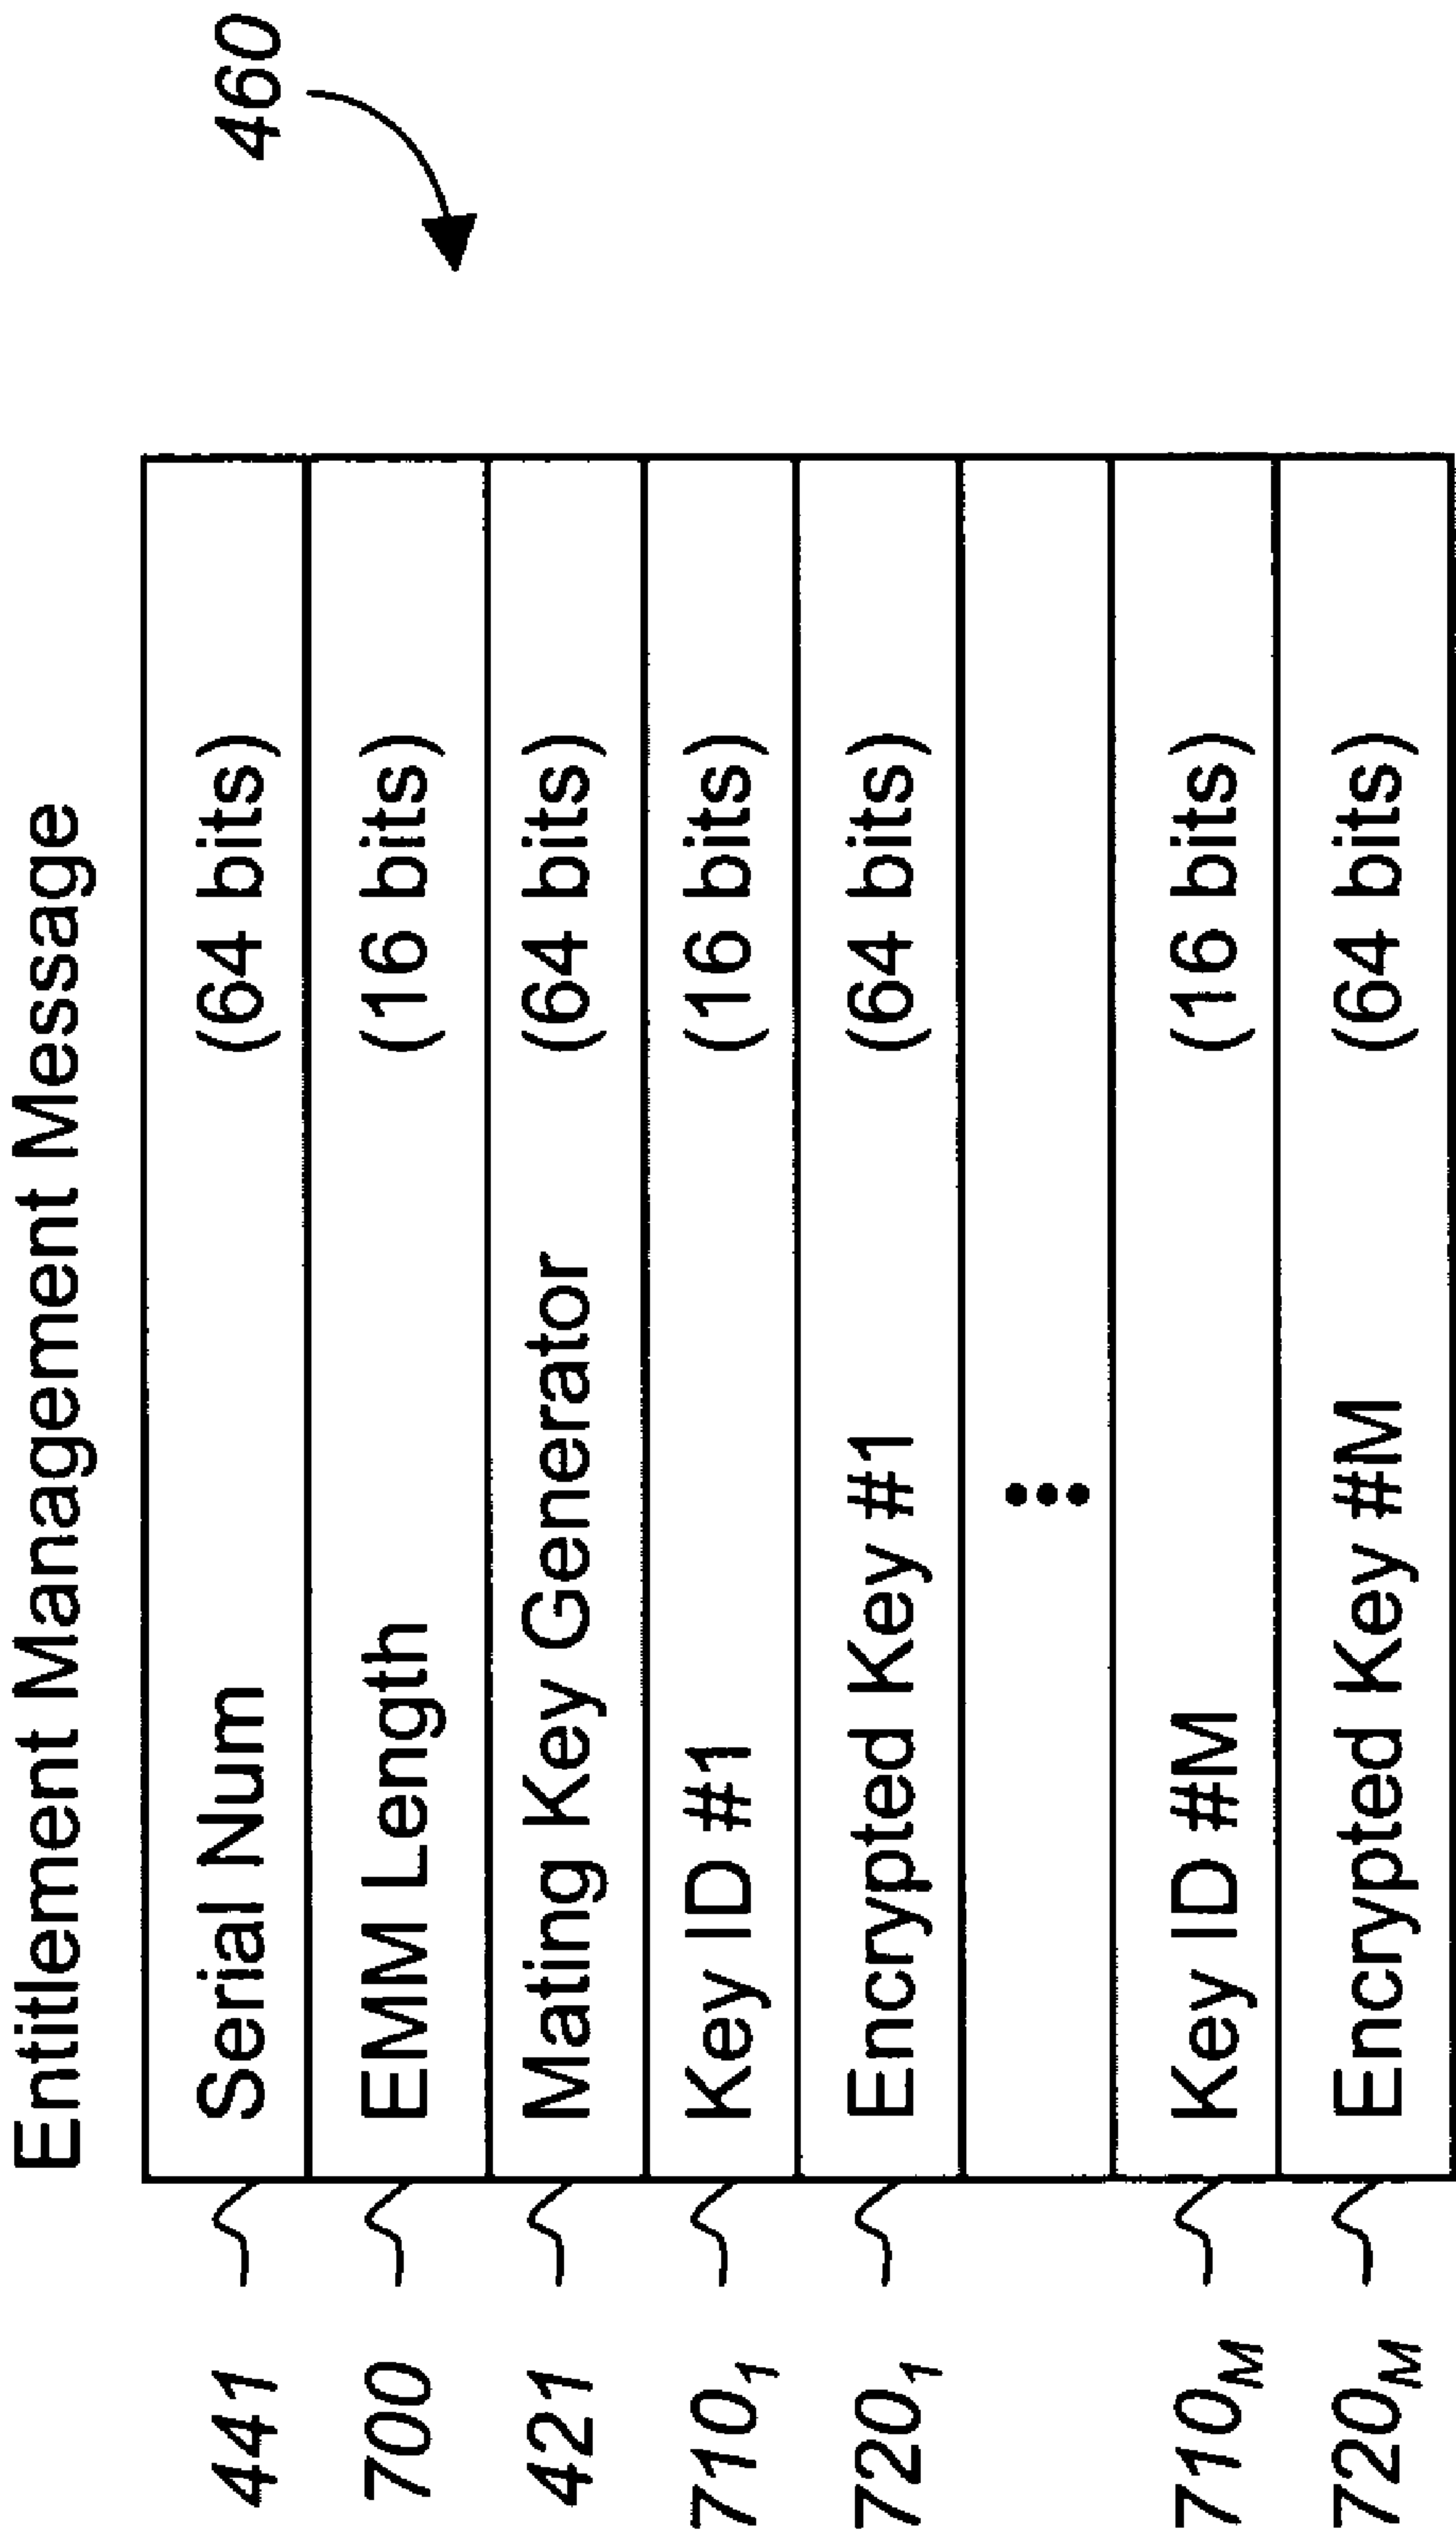 Entitlement Management Message
460
441 Serial Num (64 bits)
700 EMM Length (16 bits)
421 Mating Key Generator (64 bits)
710₁ Key ID #1 (16 bits)
720₁ Encrypted Key #1 (64 bits)
•••
710ₘ Key ID #M (16 bits)
720ₘ Encrypted Key #M (64 bits)